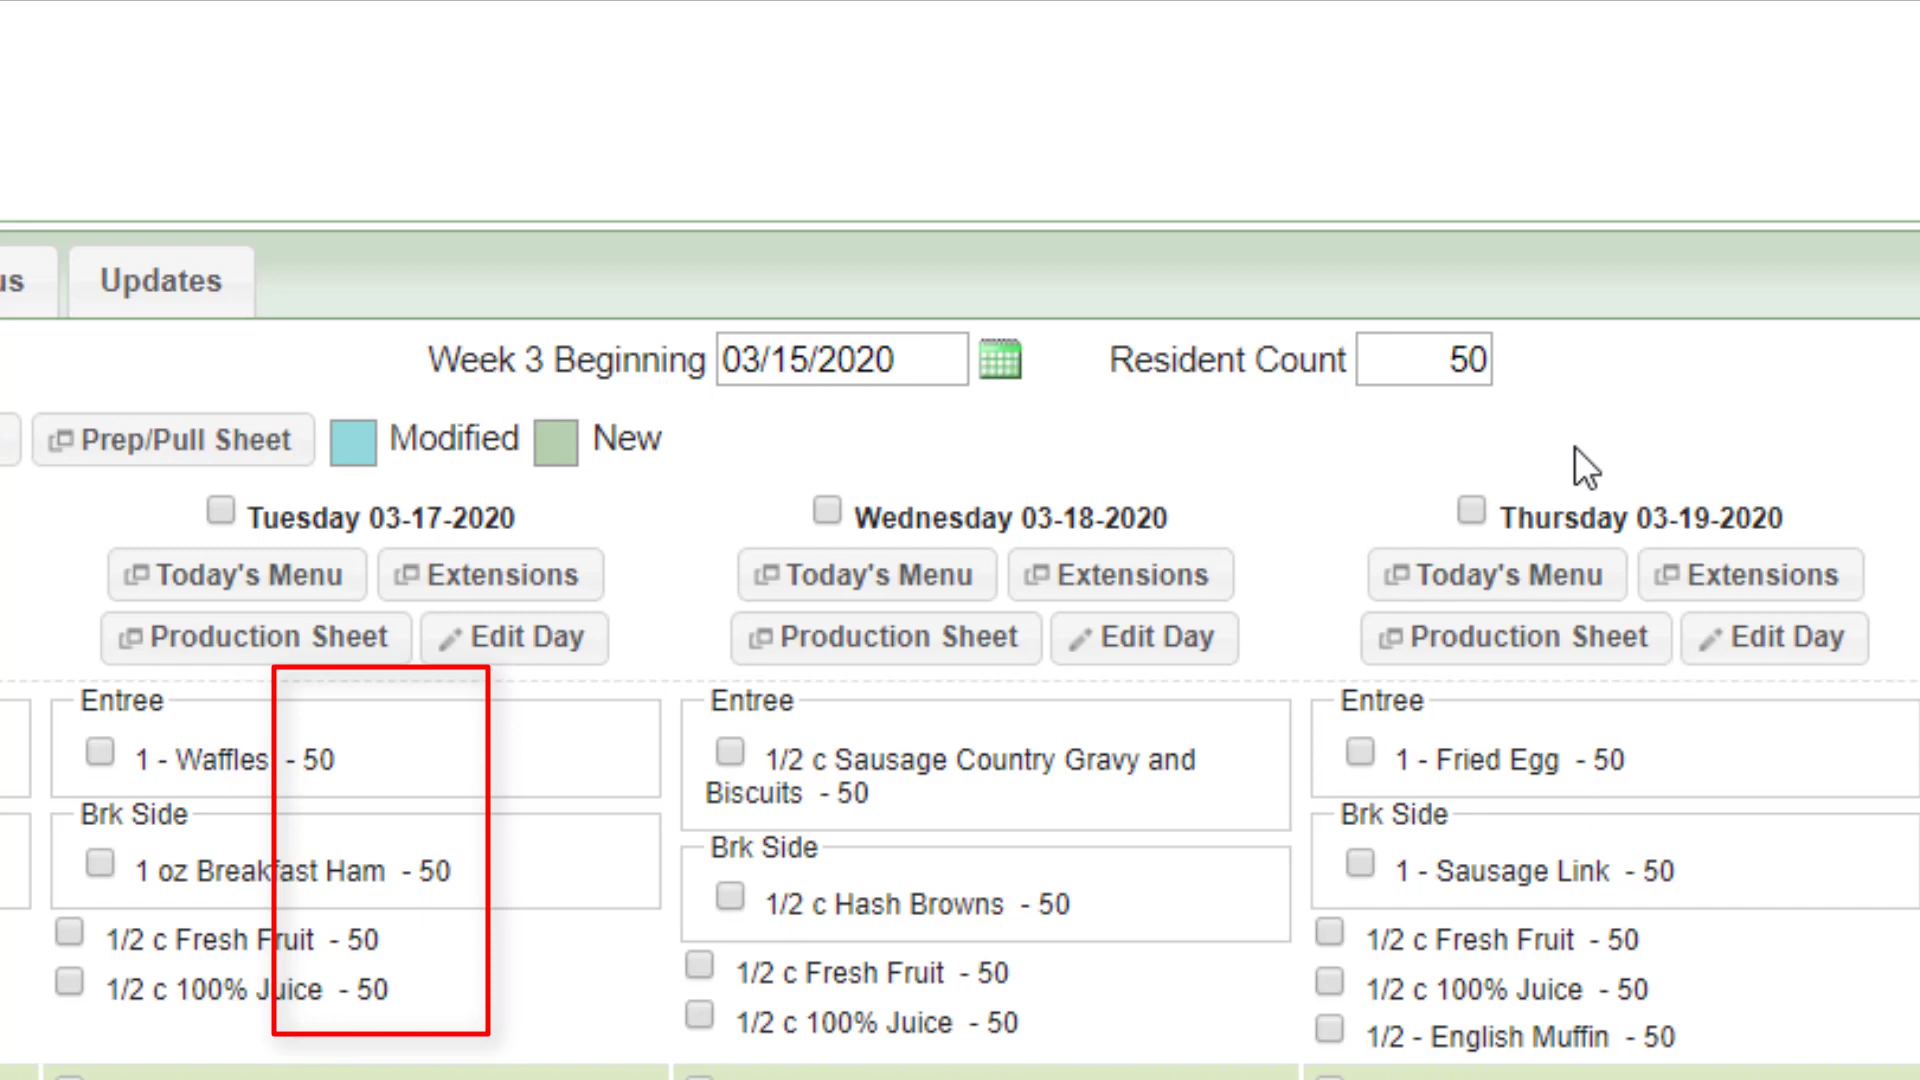 us
Updates
Week 3 Beginning 03/15/2020
Resident Count 50
Prep/Pull Sheet
Modified
New
Tuesday 03-17-2020
Today's Menu
Extensions
Production Sheet
Edit Day
Entree
1 - Waffles - 50
Brk Side
1 oz Breakfast Ham - 50
1/2 c Fresh Fruit - 50
1/2 c 100% Juice - 50
Wednesday 03-18-2020
Today's Menu
Extensions
Production Sheet
Edit Day
Entree
1/2 c Sausage Country Gravy and
Biscuits - 50
Brk Side
1/2 c Hash Browns - 50
1/2 c Fresh Fruit - 50
1/2 c 100% Juice - 50
Thursday 03-19-2020
Today's Menu
Extensions
Production Sheet
Edit Day
Entree
1 - Fried Egg - 50
Brk Side
1 - Sausage Link - 50
1/2 c Fresh Fruit - 50
1/2 c 100% Juice - 50
1/2 - English Muffin - 50